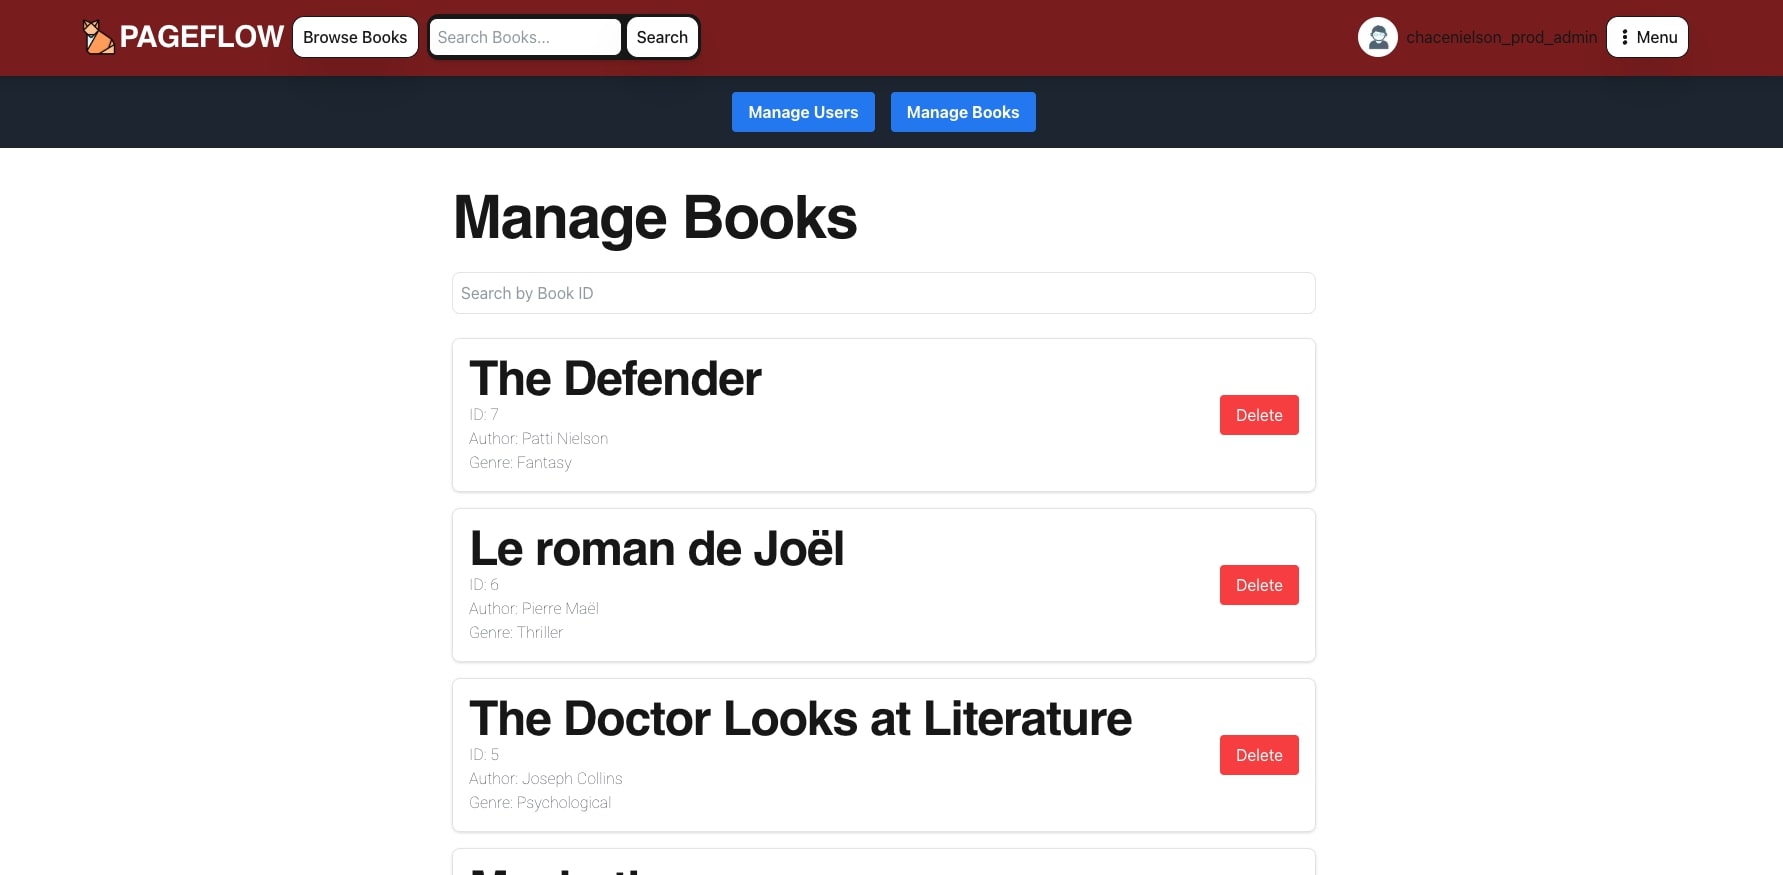 PAGEFLOW Browse Books Search Books... Search chacenielson_prod_admin Menu
Manage Users Manage Books
Manage Books
Search by Book ID
The Defender
ID: 7
Delete
Author: Patti Nielson
Genre: Fantasy
Le roman de Joël
ID: 6
Delete
Author: Pierre Maël
Genre: Thriller
The Doctor Looks at Literature
ID: 5
Delete
Author: Joseph Collins
Genre: Psychological